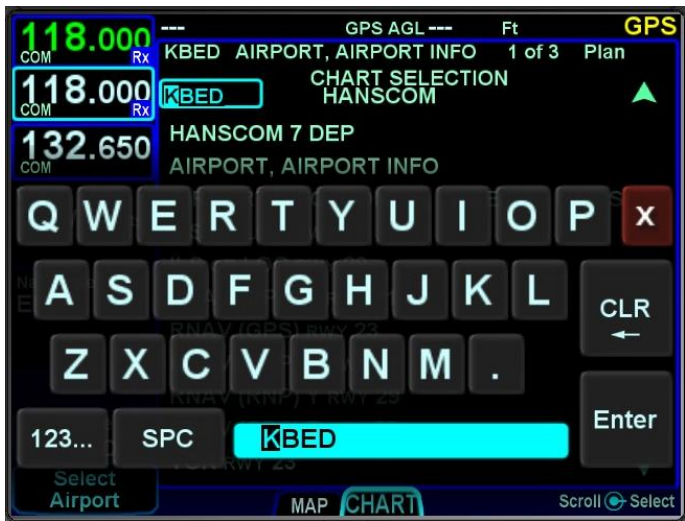 118.000 --- GPS AGL --- Ft GPS
COM Rx KBED AIRPORT, AIRPORT INFO 1 of 3 Plan
CHART SELECTION
118.000 KBED HANSCOM
COM Rx
132.650 HANSCOM 7 DEP
COM AIRPORT, AIRPORT INFO
Q W E R T Y U I O P X
A S D F G H J K L
CLR
RNAV (GPS) RWY 23
Z X C V B N M .
RNAV (RNP) Y RWY 29
Enter
123... SPC KBED
RWY 23
Select
Airport
MAP CHART Scroll Select